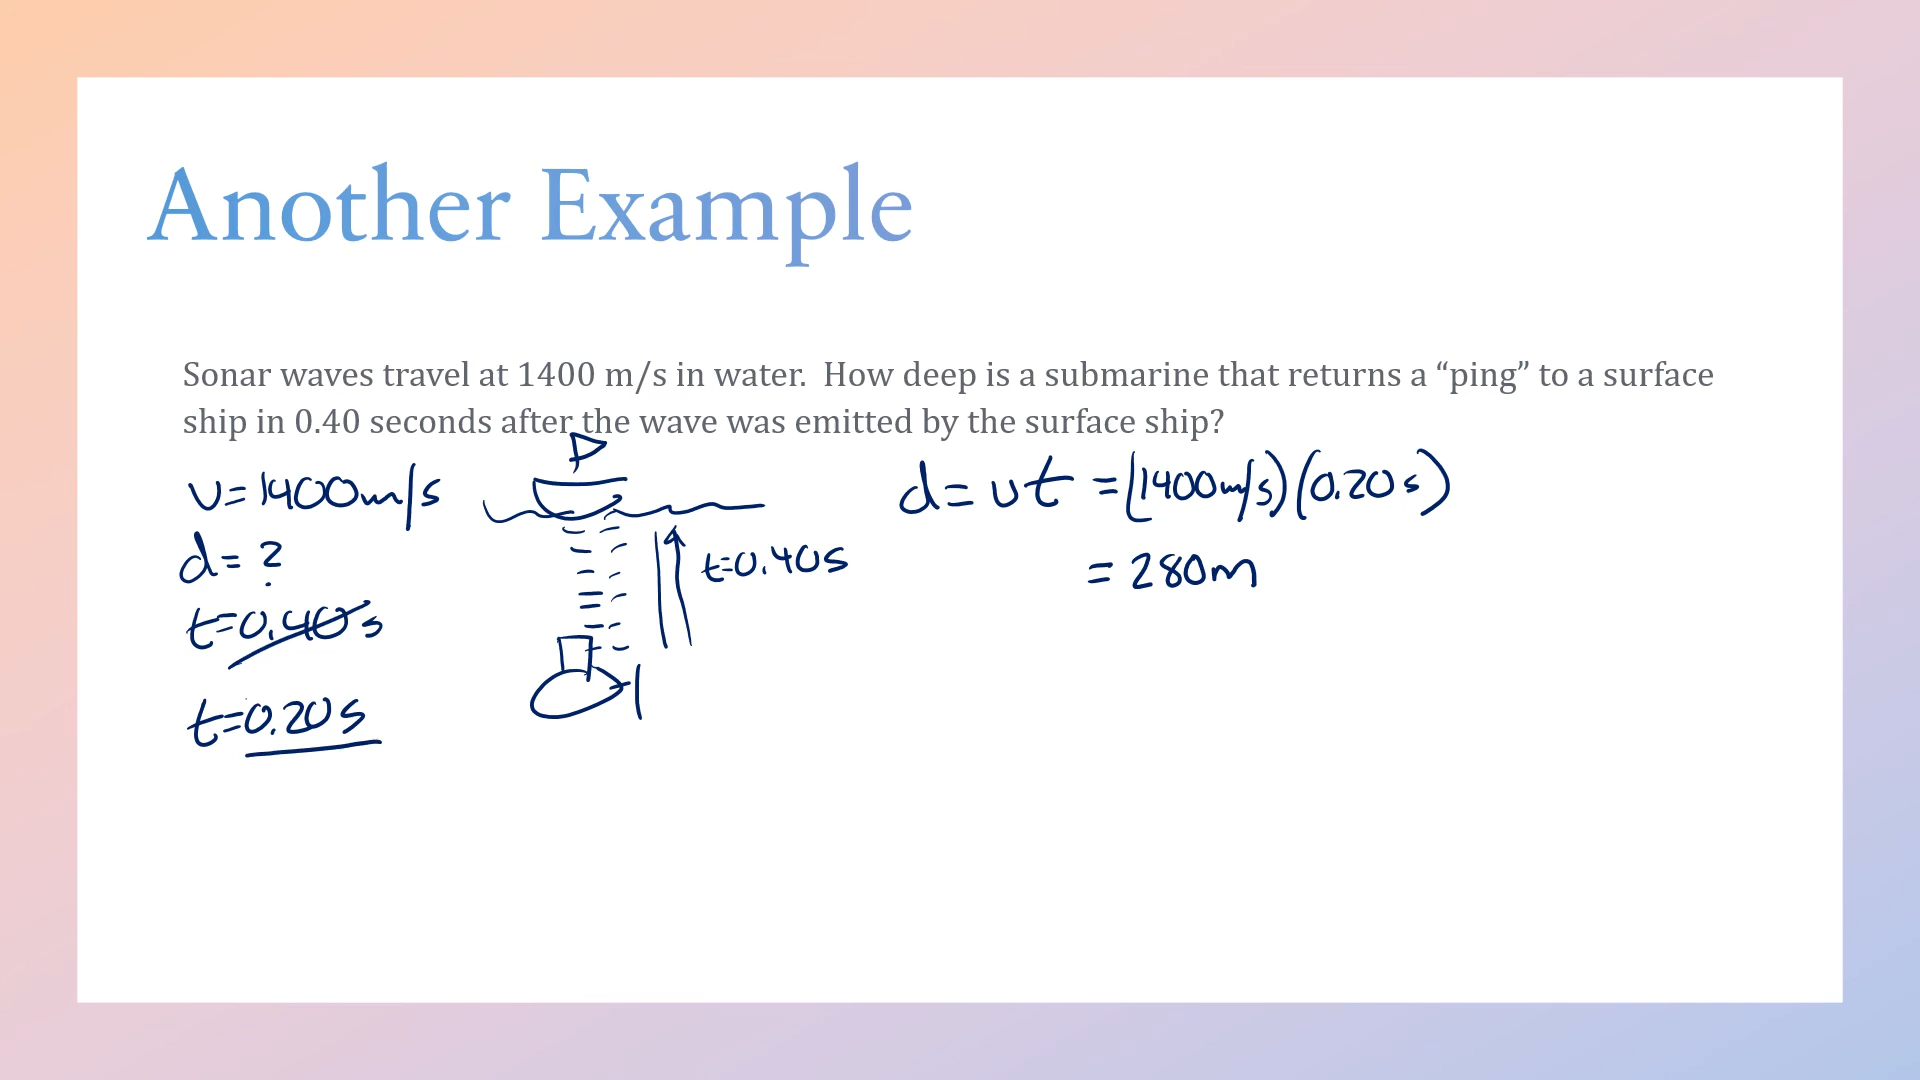 Another Example
Sonar waves travel at 1400 m/s in water. How deep is a submarine that returns a “ping” to a surface
ship in 0.40 seconds after the wave was emitted by the surface ship?
v=1400m/s
d=?
t=0.40s
t=0.20s
t=0.40s
d=vt=(1400m/s)(0.20s)
=280m